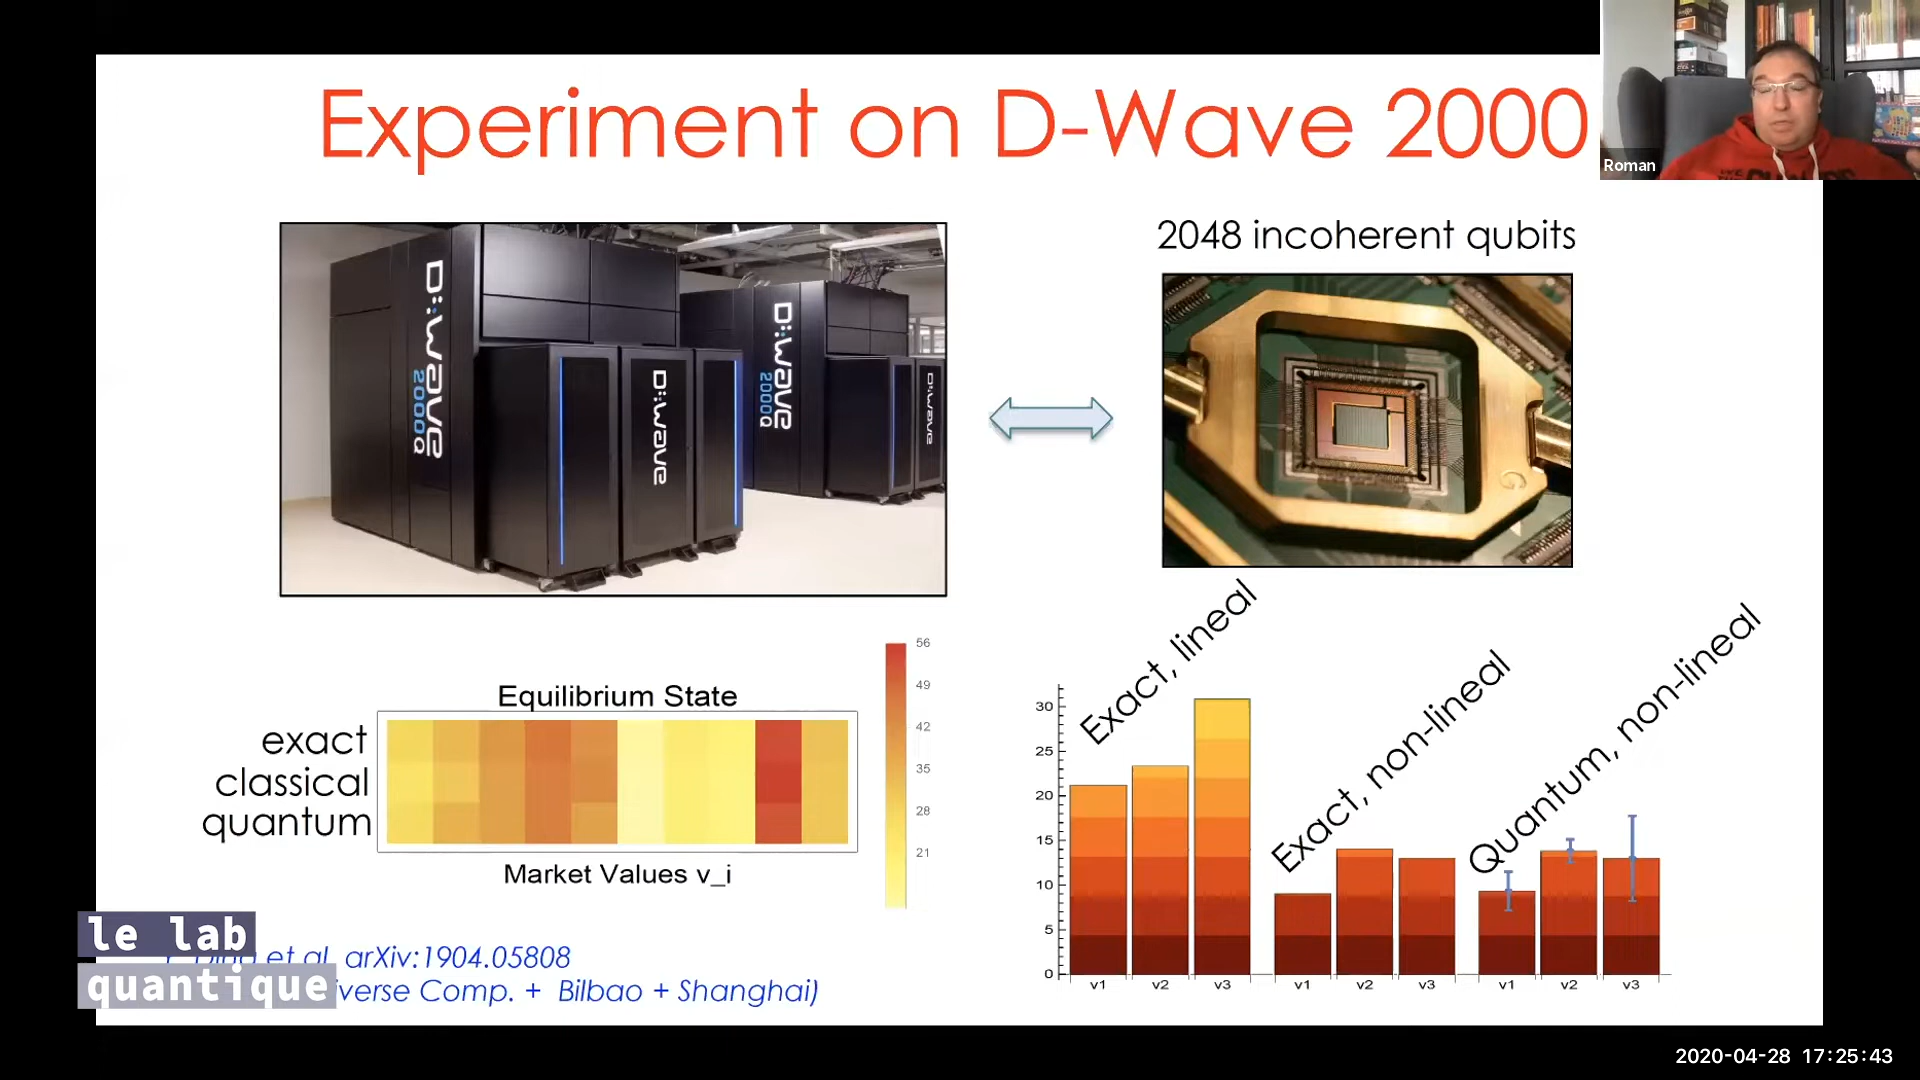 Experiment on D-Wave 2000
Roman
2048 incoherent qubits
D:Wave
2000Q
D:Wave
D:Wave
2000Q
D:Wave
Exact, lineal
Exact, non-lineal
Quantum, non-lineal
Equilibrium State
exact
classical
quantum
Market Values v_i
56
49
42
35
28
21
30
25
20
15
10
5
0
v1 v2 v3 v1 v2 v3 v1 v2 v3
le lab
quantique
et al, arXiv:1904.05808
iverse Comp. + Bilbao + Shanghai)
2020-04-28 17:25:43